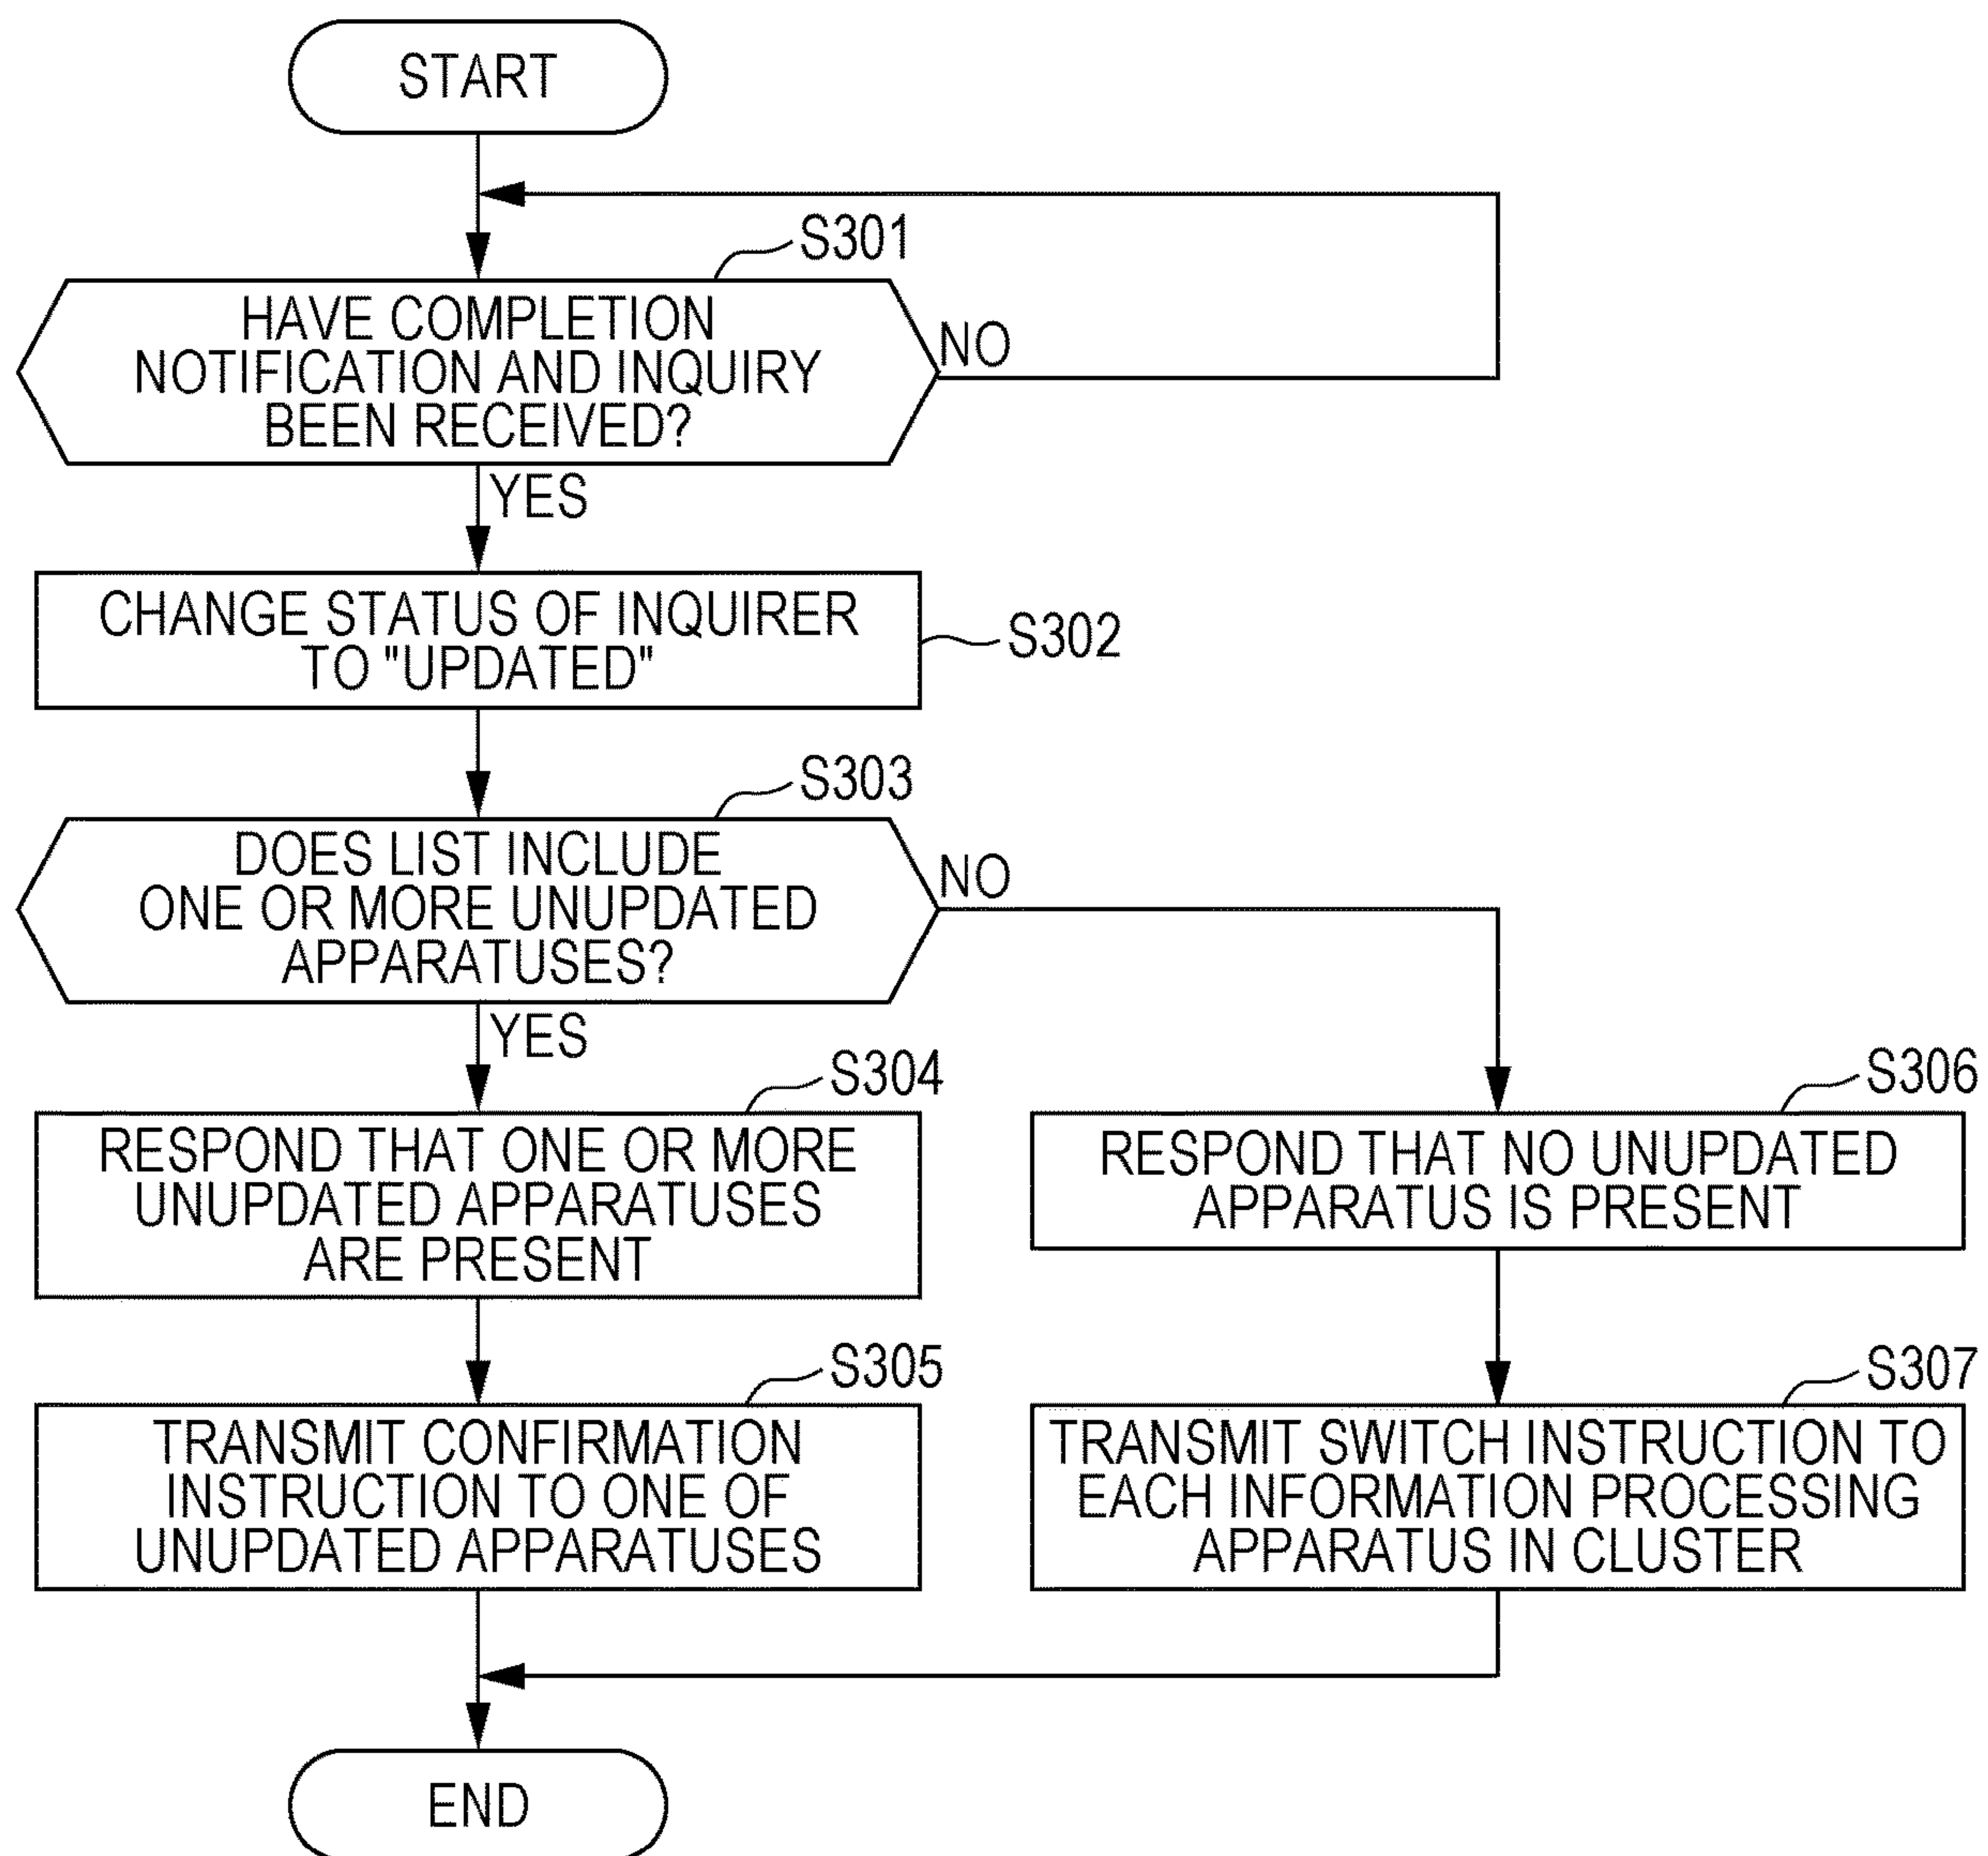 START
S301
HAVE COMPLETION
NOTIFICATION AND INQUIRY
BEEN RECEIVED?
NO
YES
CHANGE STATUS OF INQUIRER
TO "UPDATED"
S302
S303
DOES LIST INCLUDE
ONE OR MORE UNUPDATED
APPARATUSES?
NO
YES
S304
RESPOND THAT ONE OR MORE
UNUPDATED APPARATUSES
ARE PRESENT
S306
RESPOND THAT NO UNUPDATED
APPARATUS IS PRESENT
S305
TRANSMIT CONFIRMATION
INSTRUCTION TO ONE OF
UNUPDATED APPARATUSES
S307
TRANSMIT SWITCH INSTRUCTION TO
EACH INFORMATION PROCESSING
APPARATUS IN CLUSTER
END